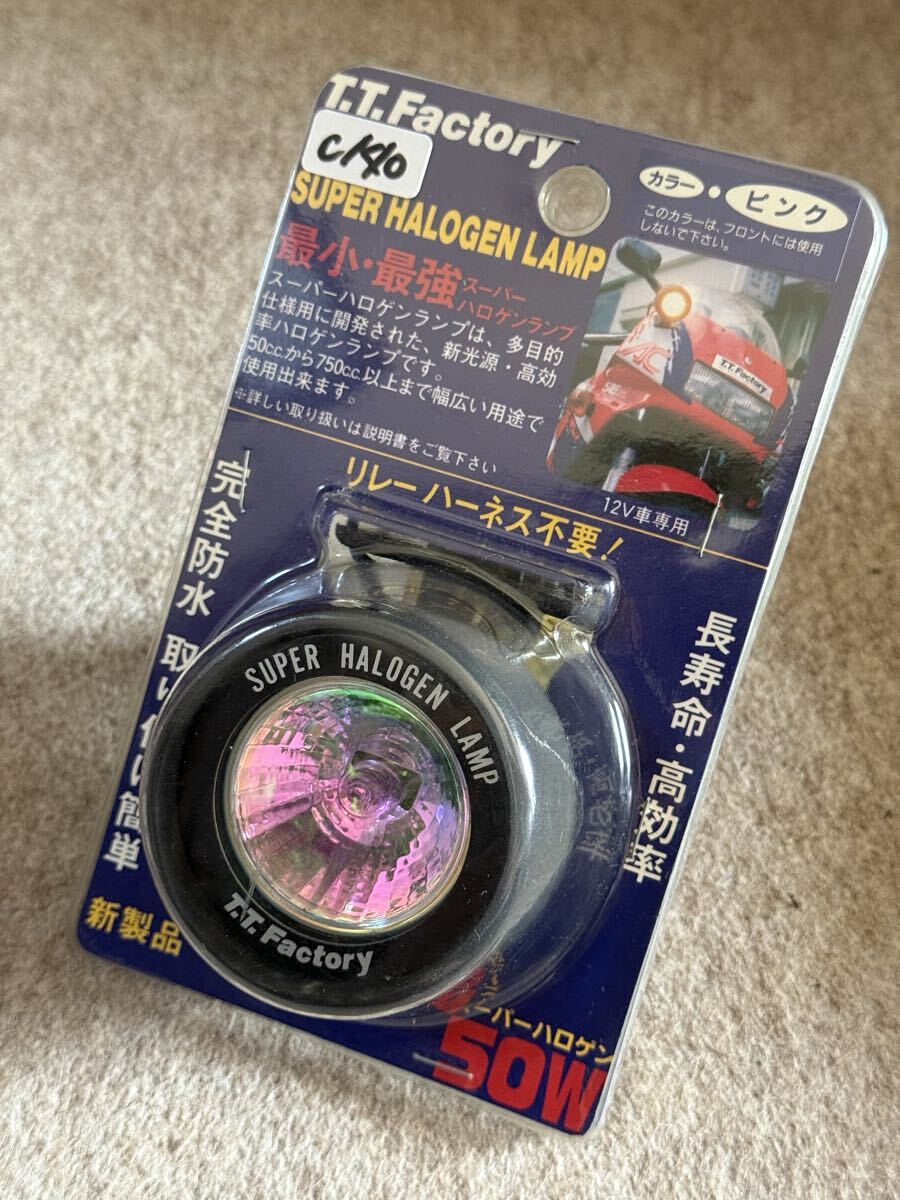 T.T.Factory
C1540
カラー・ピンク
このカラーは、フロントには使用
しないで下さい。
SUPER HALOGEN LAMP
最小・最強 スーパー
ハロゲンランプ
スーパーハロゲンランプは、多目的
仕様用に開発された、新光源・高効
率ハロゲンランプです。
50c.c.から750c.c.以上まで幅広い用途で
使用出来ます。
※詳しい取り扱いは説明書をご覧下さい
AC
T.T.Factory
12V車専用
リレーハーネス不要!
完全防水 取り付け簡単
長寿命・高効率
SUPER HALOGEN LAMP
T.T.Factory
新製品
ーパーハロゲン
50W